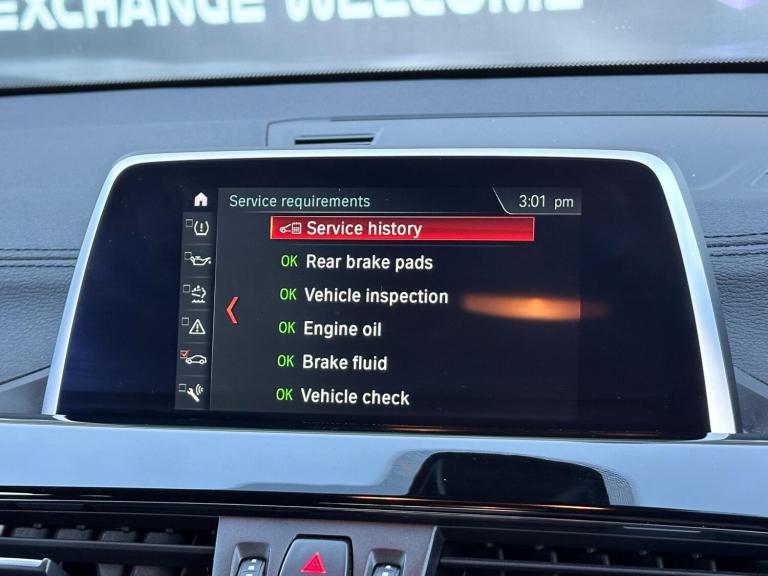 EXCHANGE WELCOME
Service requirements
3:01 pm
Service history
OK Rear brake pads
OK Vehicle inspection
OK Engine oil
OK Brake fluid
OK Vehicle check